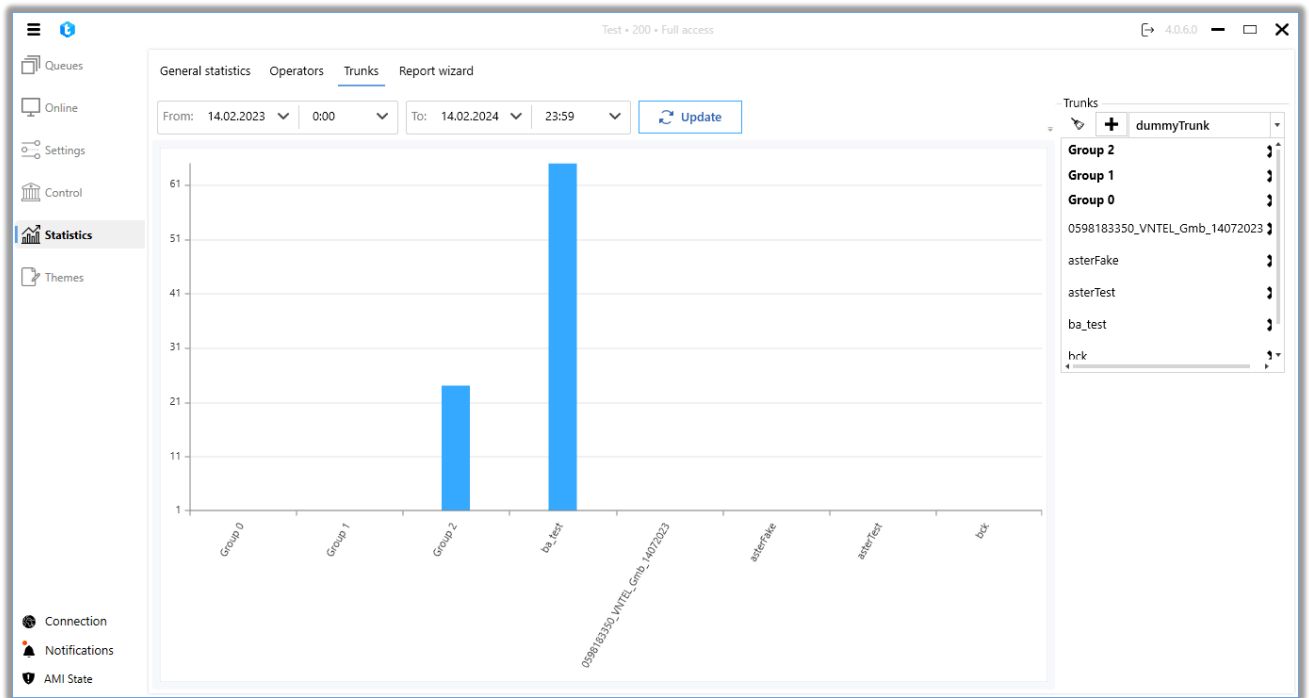 Test • 200 • Full access
4.0.6.0
Queues
Online
Settings
Control
Statistics
Themes
Connection
Notifications
AMI State
General statistics Operators Trunks Report wizard
From: 14.02.2023 0:00 To: 14.02.2024 23:59 Update
61
51
41
31
21
11
1
Group 0
Group 1
Group 2
ba_test
0598183350_VNTEL_Gmb_14072023
asterFake
asterTest
bck
Trunks
dummyTrunk
Group 2
Group 1
Group 0
0598183350_VNTEL_Gmb_14072023
asterFake
asterTest
ba_test
bck